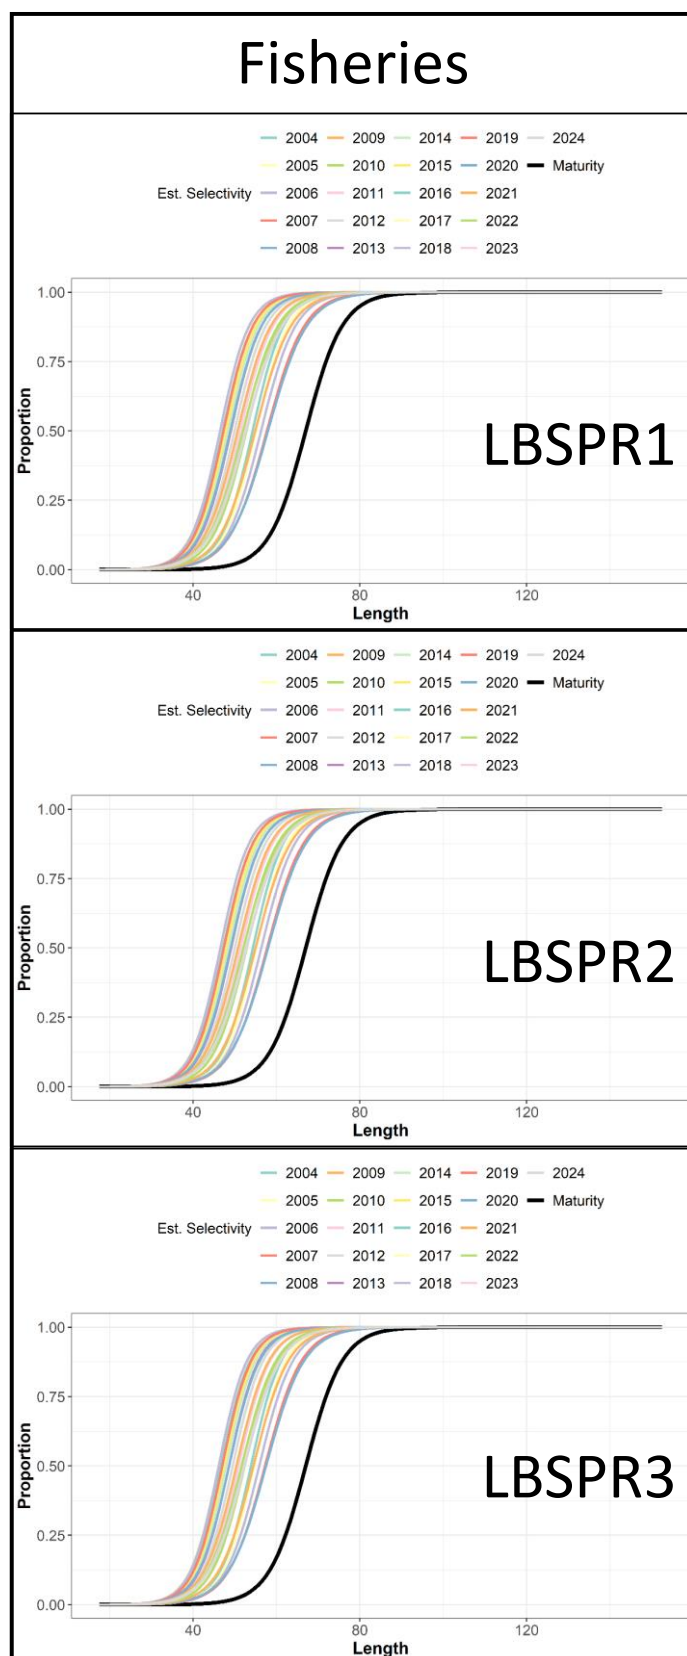 Fisheries
2004 2009 2014 2019 2024
2005 2010 2015 2020 Maturity
Est. Selectivity 2006 2011 2016 2021
2007 2012 2017 2022
2008 2013 2018 2023
1.00
0.75
0.50
0.25
0.00
Proportion
LBSPR1
40 80 120
Length
2004 2009 2014 2019 2024
2005 2010 2015 2020 Maturity
Est. Selectivity 2006 2011 2016 2021
2007 2012 2017 2022
2008 2013 2018 2023
1.00
0.75
0.50
0.25
0.00
Proportion
LBSPR2
40 80 120
Length
2004 2009 2014 2019 2024
2005 2010 2015 2020 Maturity
Est. Selectivity 2006 2011 2016 2021
2007 2012 2017 2022
2008 2013 2018 2023
1.00
0.75
0.50
0.25
0.00
Proportion
LBSPR3
40 80 120
Length